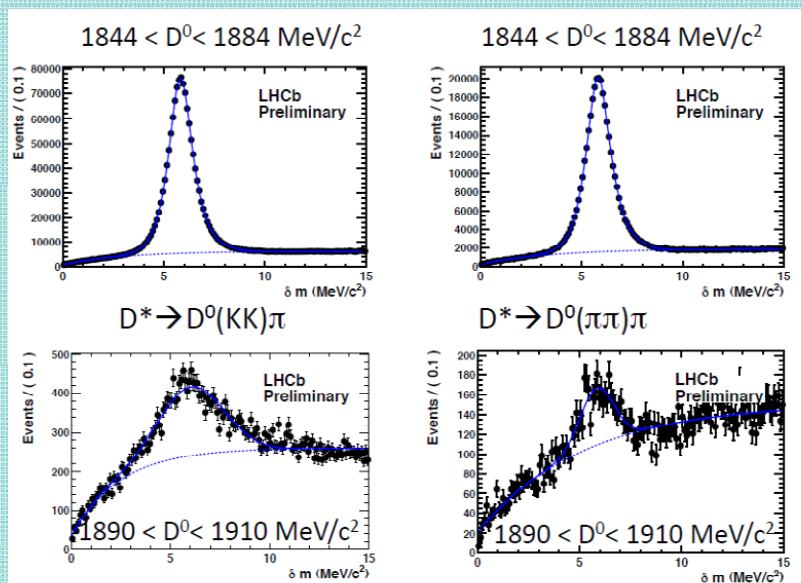 1844 < D⁰< 1884 MeV/c²
1844 < D⁰< 1884 MeV/c²
Events / ( 0.1 )
80000
70000
60000
50000
40000
30000
20000
10000
0
LHCb
Preliminary
0 5 10 15
δ m (MeV/c²)
Events / ( 0.1 )
20000
18000
16000
14000
12000
10000
8000
6000
4000
2000
0
LHCb
Preliminary
0 5 10 15
δ m (MeV/c²)
D*→D⁰(KK)π
D*→D⁰(ππ)π
Events / ( 0.1 )
500
400
300
200
100
0
LHCb
Preliminary
1890 < D⁰< 1910 MeV/c²
0 5 10 15
δ m (MeV/c²)
Events / ( 0.1 )
200
180
160
140
120
100
80
60
40
20
0
LHCb
Preliminary
1890 < D⁰< 1910 MeV/c²
0 5 10 15
δ m (MeV/c²)